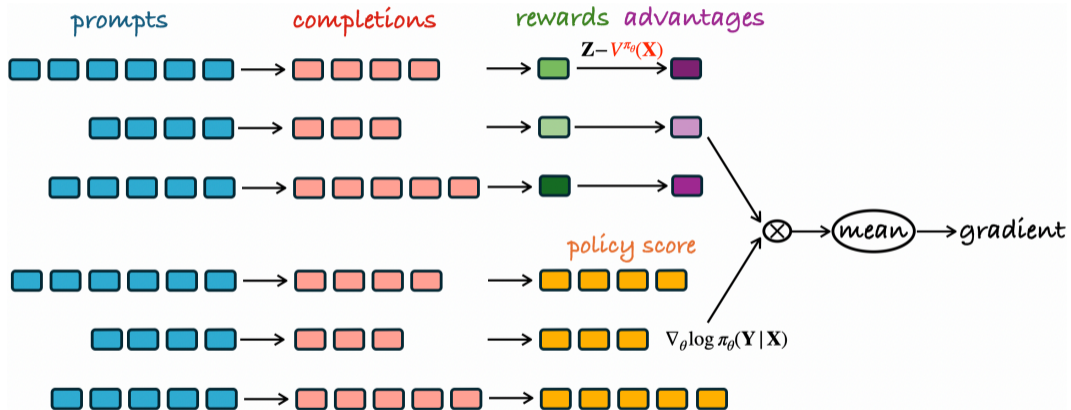 prompts completions rewards advantages
Z−V^{π_θ}(X)
policy score
mean gradient
∇_θ log π_θ(Y|X)